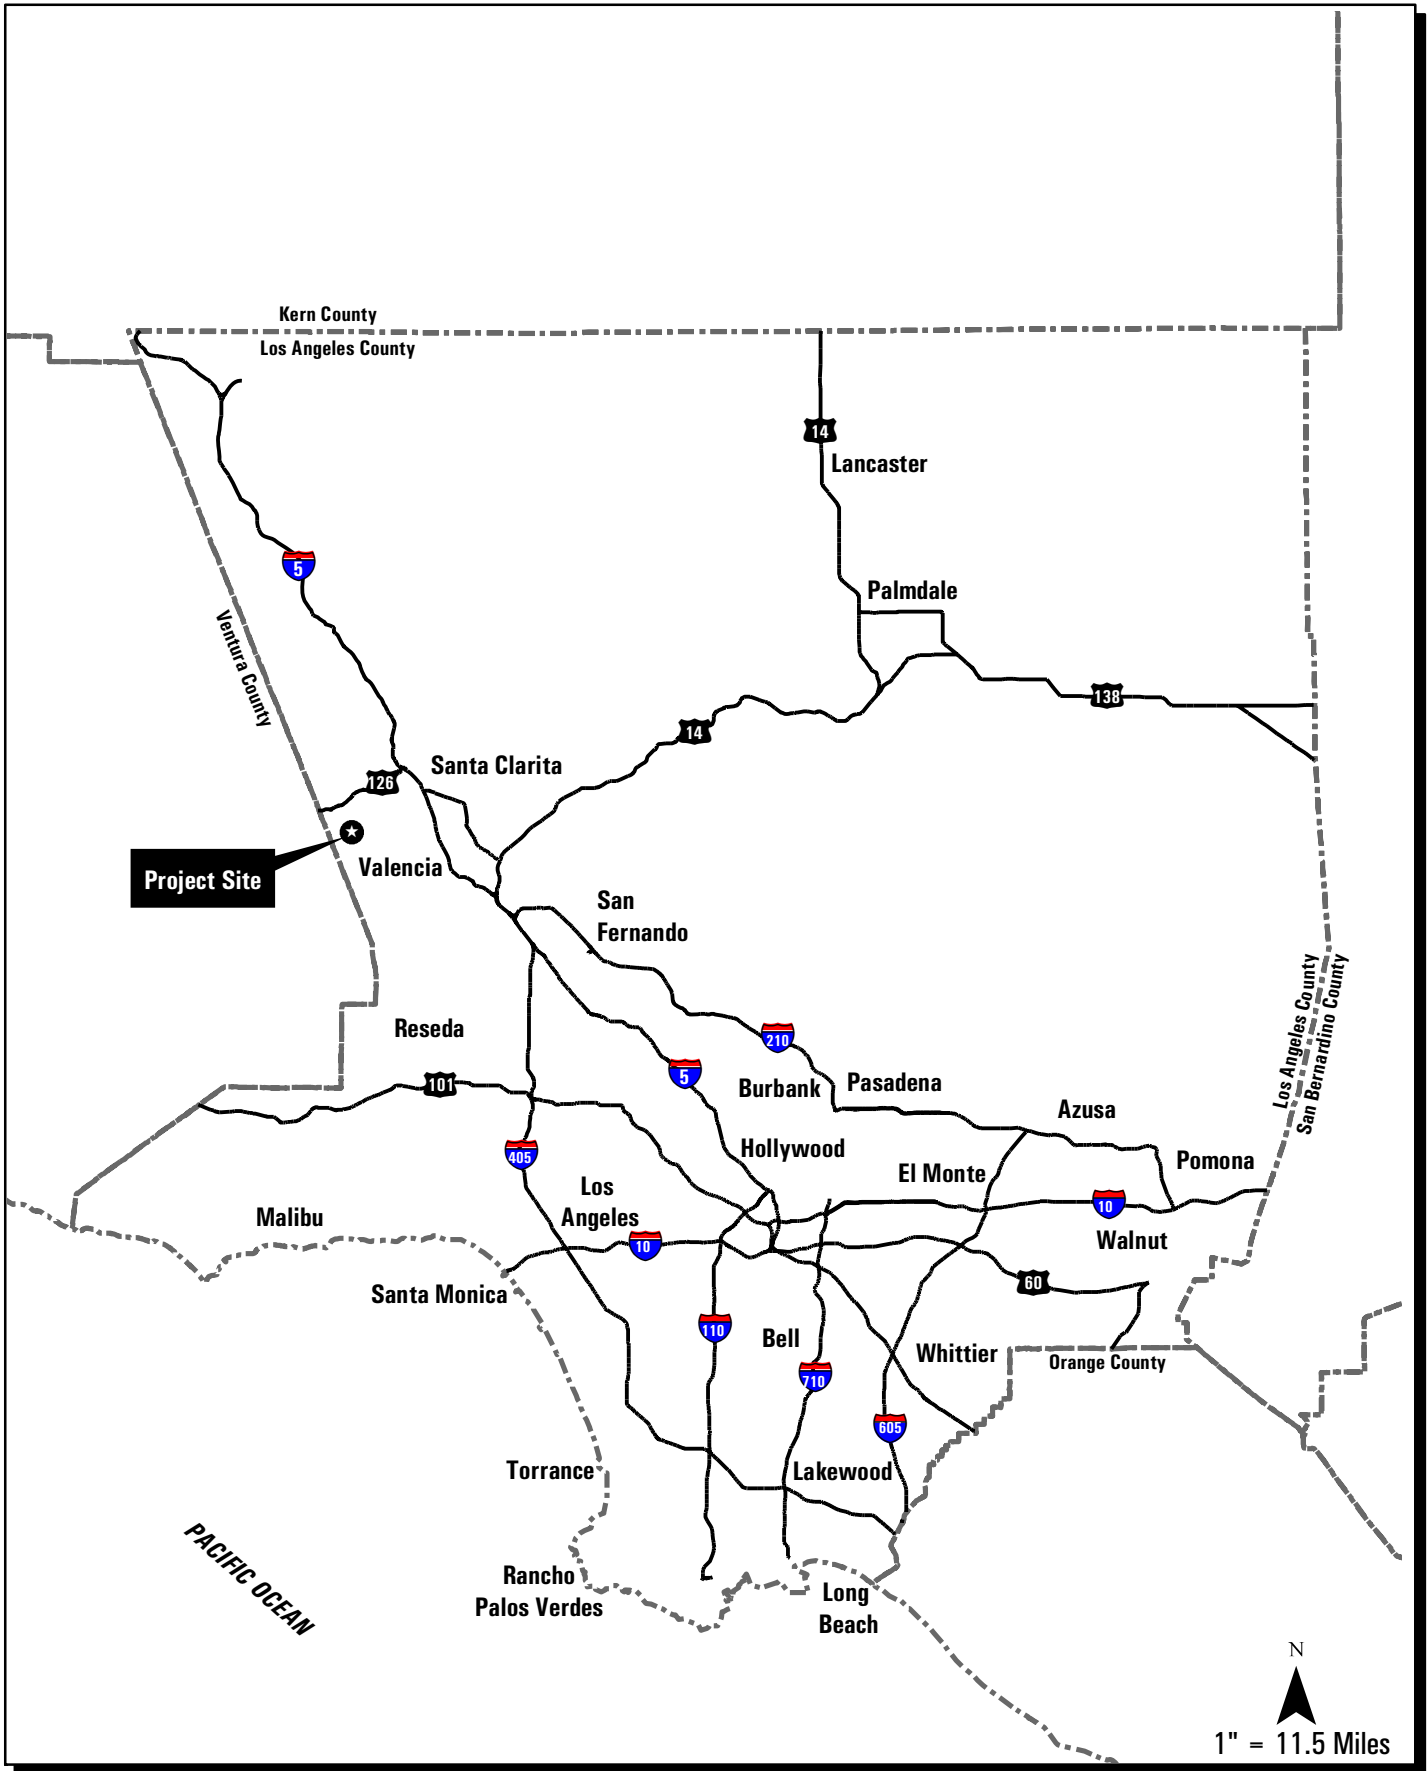 Kern County
Los Angeles County
14
Lancaster
5
Palmdale
Ventura County
138
14
Santa Clarita
126
Project Site
Valencia
San
Fernando
Los Angeles County
San Bernardino County
Reseda
210
5
101
Burbank
Pasadena
Azusa
405
Hollywood
El Monte
Pomona
Los
Angeles
10
Malibu
10
Walnut
Santa Monica
60
110
Bell
Whittier
Orange County
710
605
Torrance
Lakewood
PACIFIC OCEAN
Rancho
Palos Verdes
Long
Beach
N
1" = 11.5 Miles